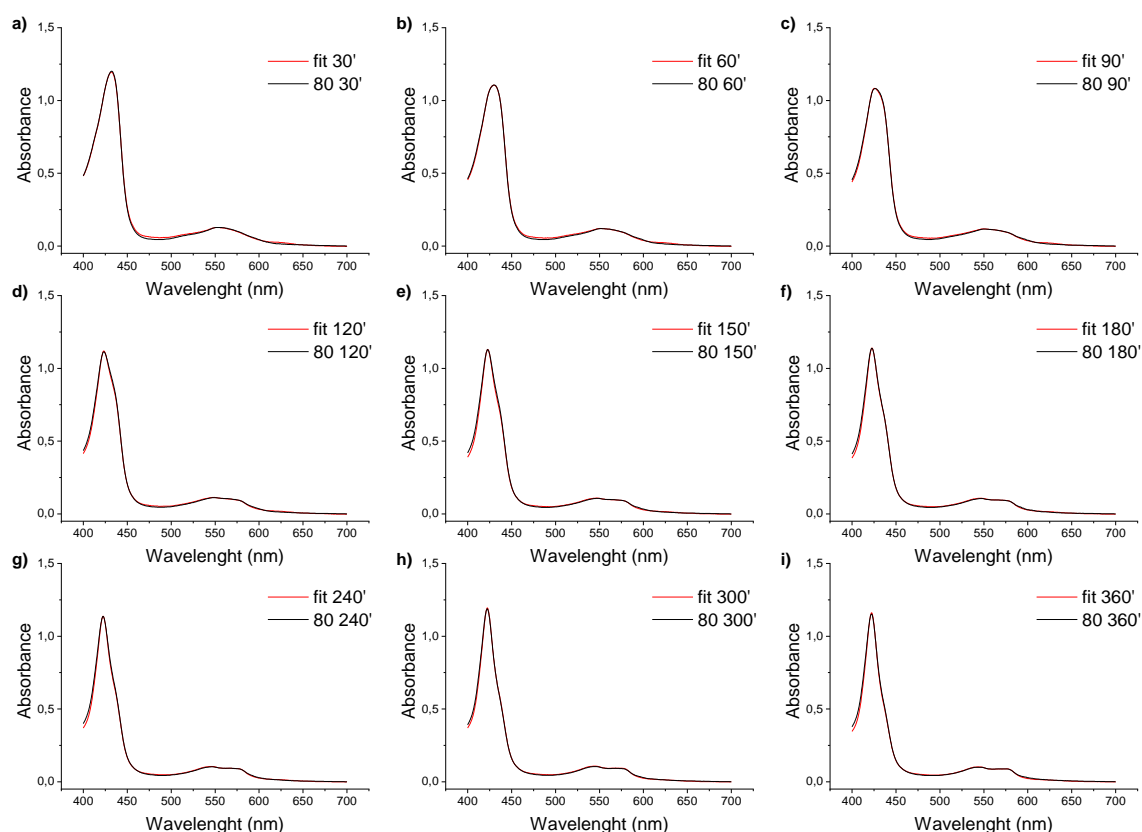 a)
1,5
fit 30'
80 30'
1,0
Absorbance
0,5
0,0
400 450 500 550 600 650 700
Wavelenght (nm)
b)
1,5
fit 60'
80 60'
1,0
Absorbance
0,5
0,0
400 450 500 550 600 650 700
Wavelenght (nm)
c)
1,5
fit 90'
80 90'
1,0
Absorbance
0,5
0,0
400 450 500 550 600 650 700
Wavelenght (nm)
d)
1,5
fit 120'
80 120'
1,0
Absorbance
0,5
0,0
400 450 500 550 600 650 700
Wavelenght (nm)
e)
1,5
fit 150'
80 150'
1,0
Absorbance
0,5
0,0
400 450 500 550 600 650 700
Wavelenght (nm)
f)
1,5
fit 180'
80 180'
1,0
Absorbance
0,5
0,0
400 450 500 550 600 650 700
Wavelenght (nm)
g)
1,5
fit 240'
80 240'
1,0
Absorbance
0,5
0,0
400 450 500 550 600 650 700
Wavelenght (nm)
h)
1,5
fit 300'
80 300'
1,0
Absorbance
0,5
0,0
400 450 500 550 600 650 700
Wavelenght (nm)
i)
1,5
fit 360'
80 360'
1,0
Absorbance
0,5
0,0
400 450 500 550 600 650 700
Wavelenght (nm)